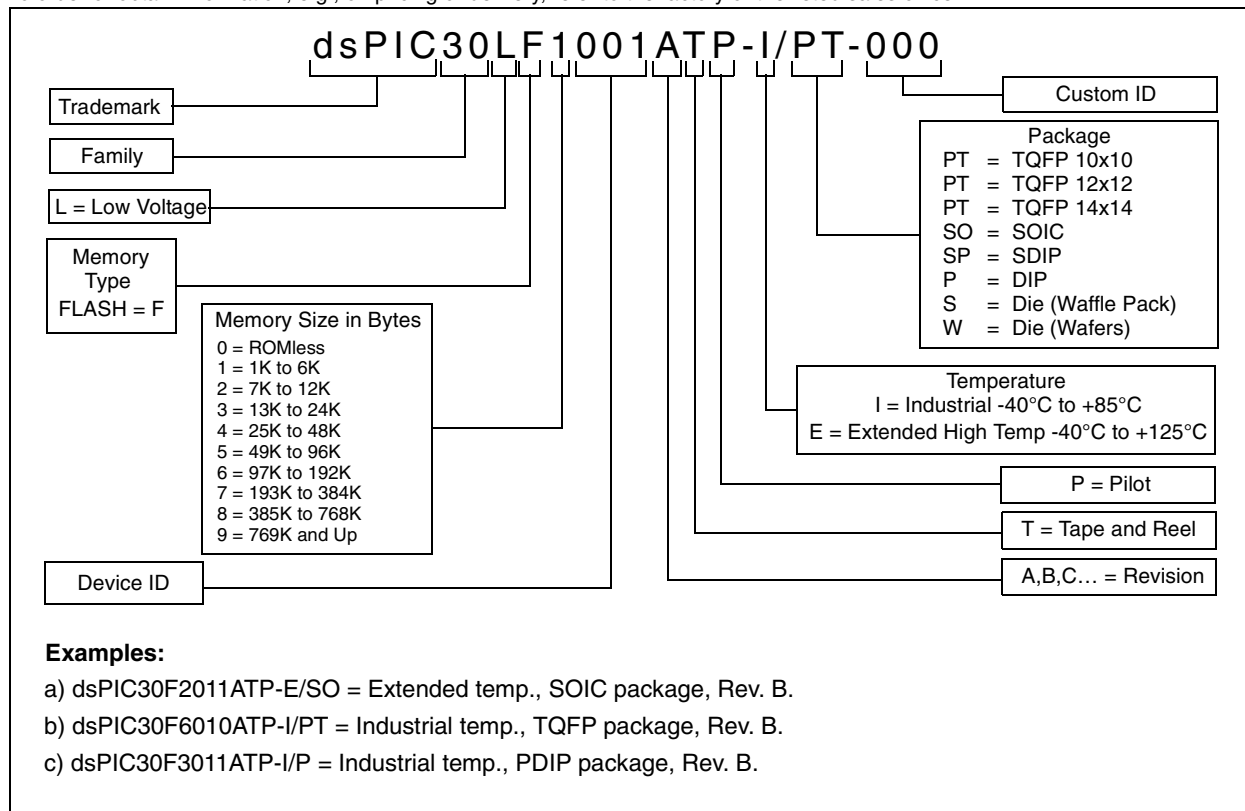 dsPIC30LF1001ATP-I/PT-000
Trademark
Family
L = Low Voltage
Memory
Type
FLASH = F
Memory Size in Bytes
0 = ROMless
1 = 1K to 6K
2 = 7K to 12K
3 = 13K to 24K
4 = 25K to 48K
5 = 49K to 96K
6 = 97K to 192K
7 = 193K to 384K
8 = 385K to 768K
9 = 769K and Up
Device ID
Custom ID
Package
PT = TQFP 10x10
PT = TQFP 12x12
PT = TQFP 14x14
SO = SOIC
SP = SDIP
P = DIP
S = Die (Waffle Pack)
W = Die (Wafers)
Temperature
I = Industrial -40°C to +85°C
E = Extended High Temp -40°C to +125°C
P = Pilot
T = Tape and Reel
A,B,C… = Revision
Examples:
a) dsPIC30F2011ATP-E/SO = Extended temp., SOIC package, Rev. B.
b) dsPIC30F6010ATP-I/PT = Industrial temp., TQFP package, Rev. B.
c) dsPIC30F3011ATP-I/P = Industrial temp., PDIP package, Rev. B.